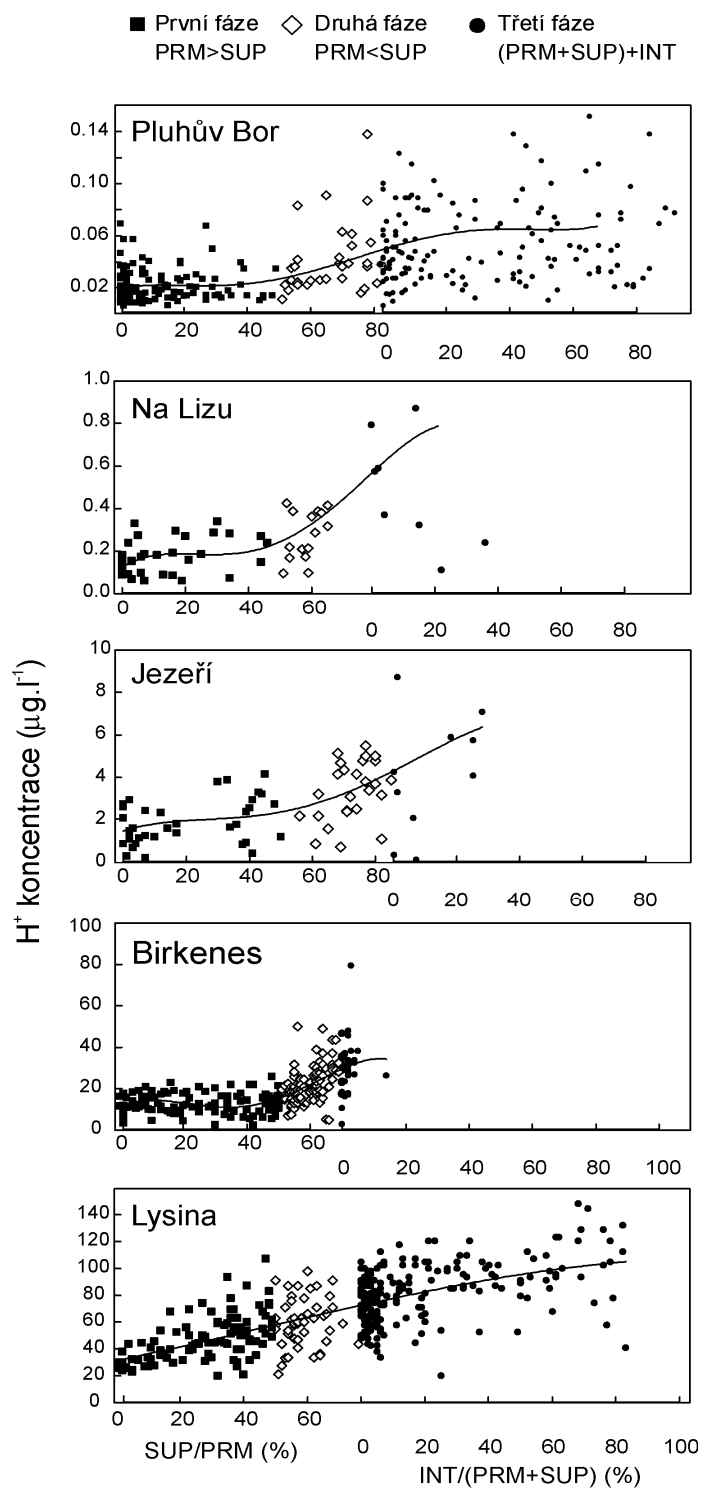 První fáze Druhá fáze Třetí fáze
PRM>SUP PRM<SUP (PRM+SUP)+INT
H⁺ koncentrace (µg.l⁻¹)
Pluhův Bor
0.14
0.10
0.06
0.02
0 20 40 60 80
0 20 40 60 80
Na Lizu
1.0
0.8
0.6
0.4
0.2
0.0
0 20 40 60
0 20 40 60 80
Jezeří
10
8
6
4
2
0
0 20 40 60 80
0 20 40 60 80
Birkenes
100
80
60
40
20
0
0 20 40 60
0 20 40 60 80 100
Lysina
140
120
100
80
60
40
20
0
0 20 40 60
0 20 40 60 80 100
SUP/PRM (%)
INT/(PRM+SUP) (%)